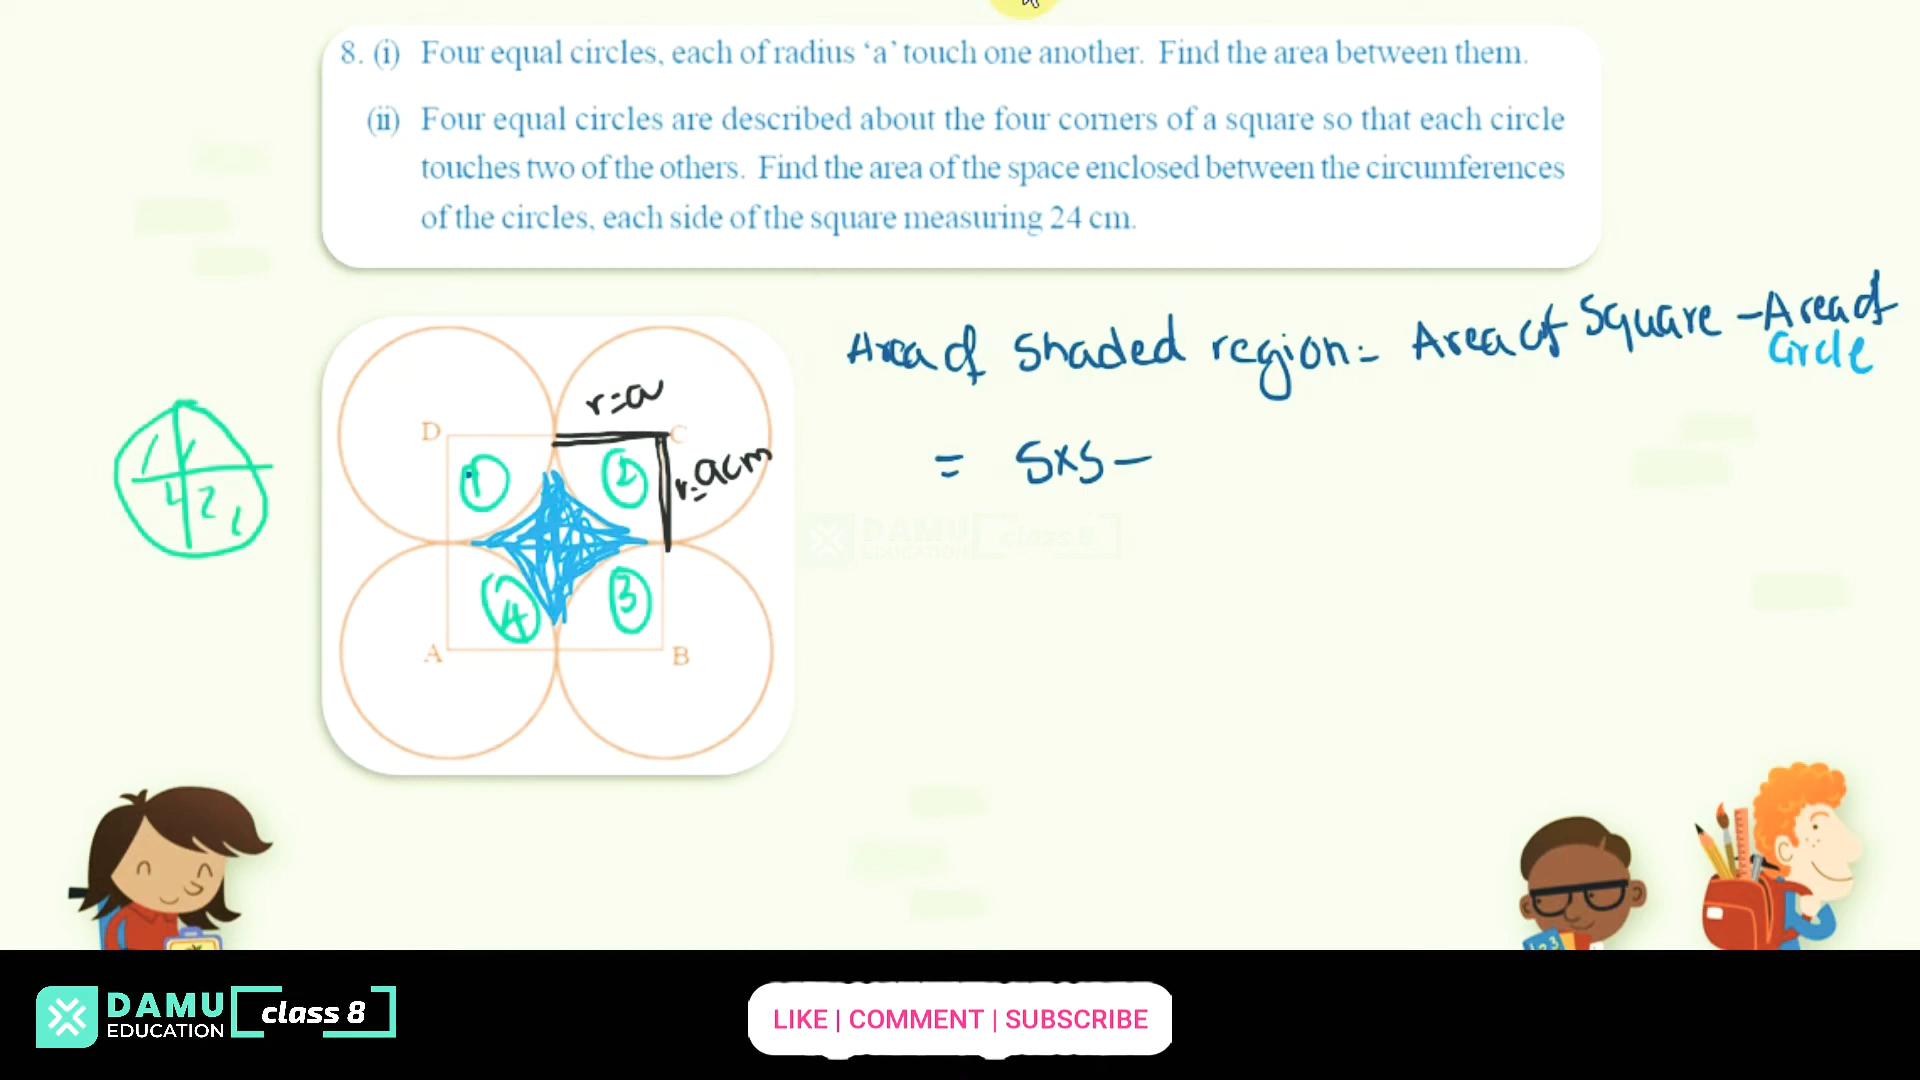 8. (i) Four equal circles, each of radius ‘a’ touch one another. Find the area between them.
(ii) Four equal circles are described about the four corners of a square so that each circle
touches two of the others. Find the area of the space enclosed between the circumferences
of the circles, each side of the square measuring 24 cm.
Area of shaded region = Area of Square - Area of
Circle
= S×S -
r=a
D
C
1
2
r=acm
4
3
A
B
DAMU
EDUCATION
class 8
DAMU
EDUCATION
class 8
LIKE | COMMENT | SUBSCRIBE